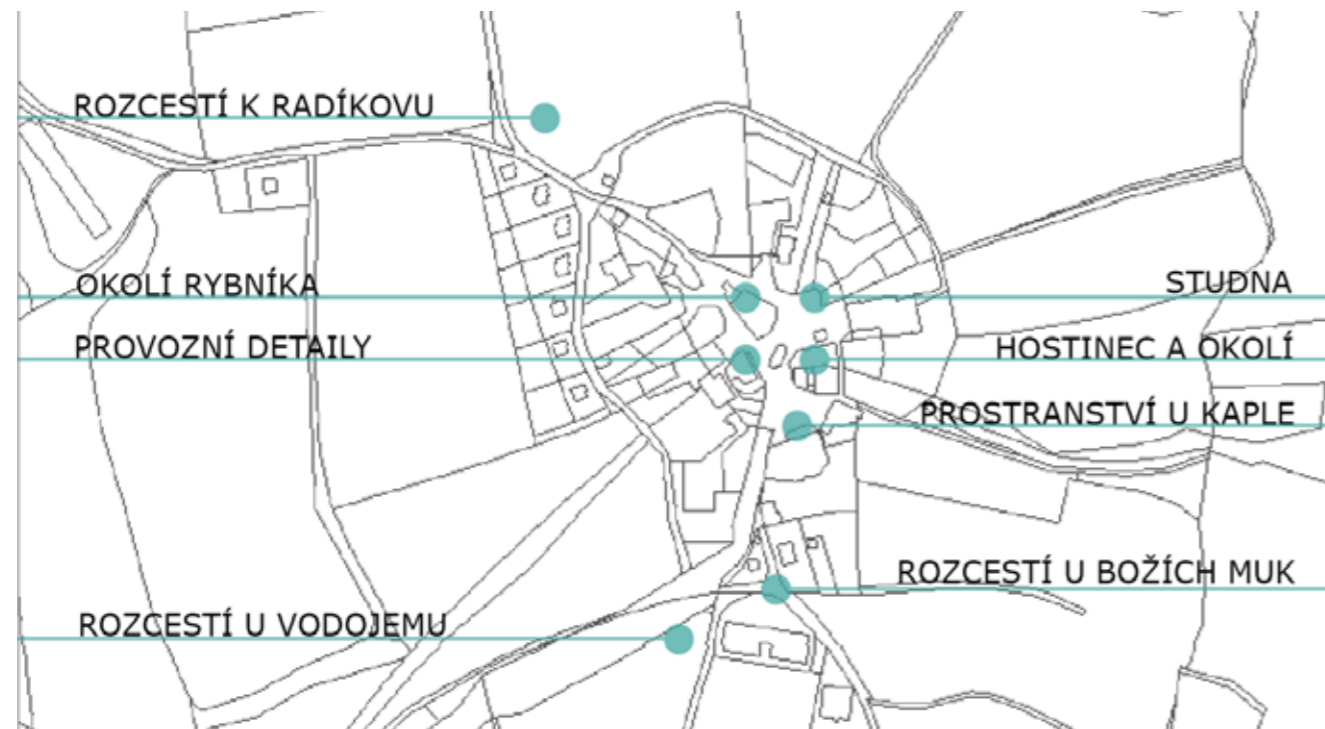 ROZCESTÍ K RADÍKOVU
OKOLÍ RYBNÍKA
STUDNA
PROVOZNÍ DETAILY
HOSTINEC A OKOLÍ
PROSTRANSTVÍ U KAPLE
ROZCESTÍ U BOŽÍCH MUK
ROZCESTÍ U VODOJEMU